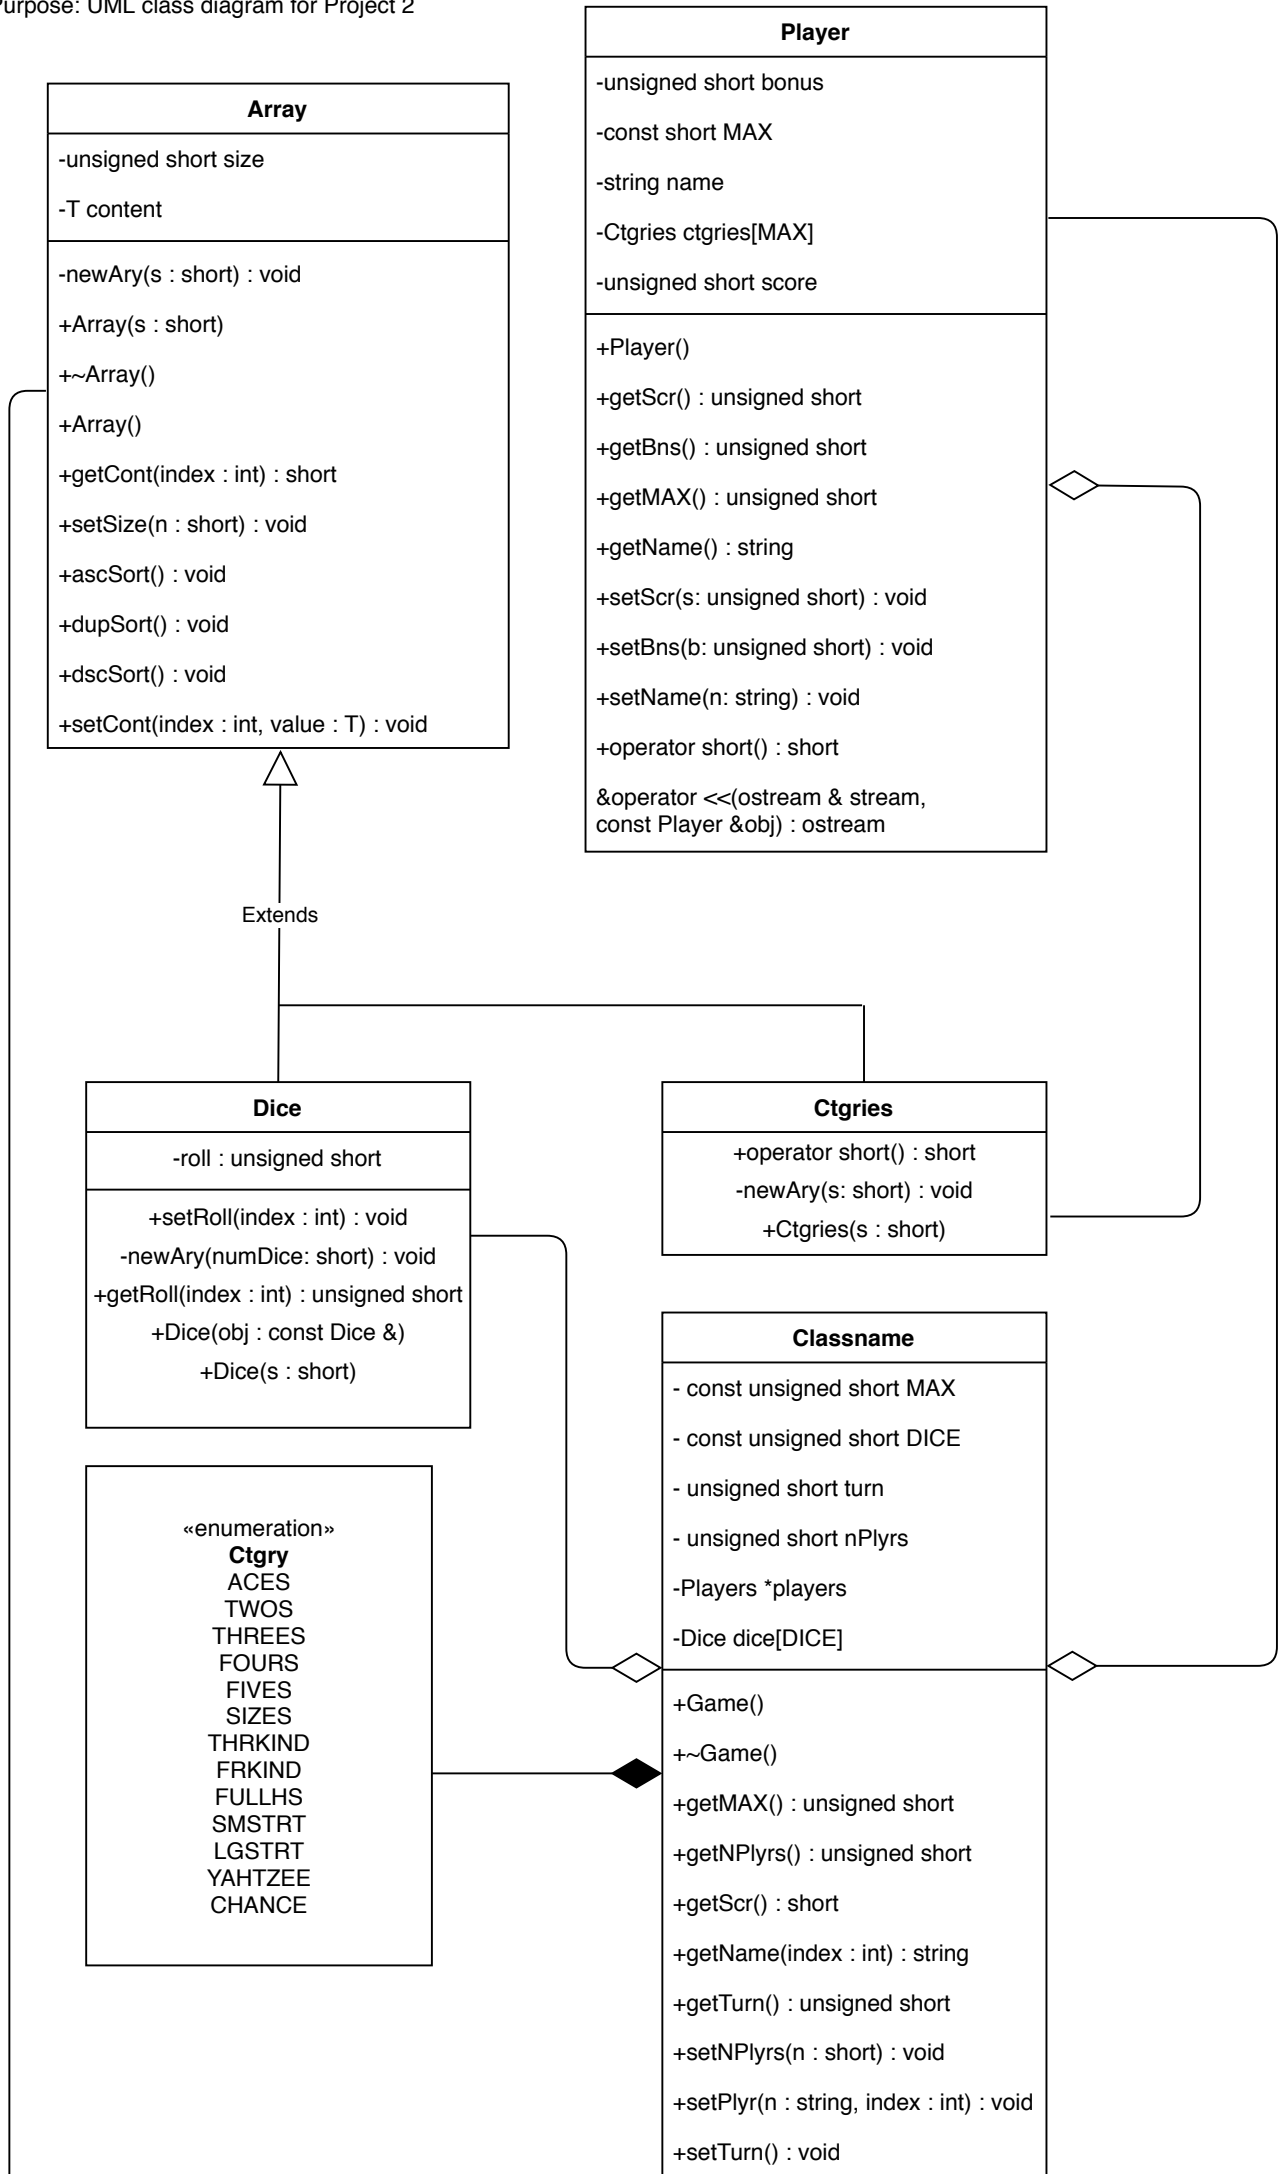 Purpose: UML class diagram for Project 2
Player
-unsigned short bonus
-const short MAX
-string name
-Ctgries ctgries[MAX]
-unsigned short score
+Player()
+getScr() : unsigned short
+getBns() : unsigned short
+getMAX() : unsigned short
+getName() : string
+setScr(s: unsigned short) : void
+setBns(b: unsigned short) : void
+setName(n: string) : void
+operator short() : short
&operator <<(ostream & stream,
const Player &obj) : ostream
Array
-unsigned short size
-T content
-newAry(s : short) : void
+Array(s : short)
+~Array()
+Array()
+getCont(index : int) : short
+setSize(n : short) : void
+ascSort() : void
+dupSort() : void
+dscSort() : void
+setCont(index : int, value : T) : void
Extends
Dice
-roll : unsigned short
+setRoll(index : int) : void
-newAry(numDice: short) : void
+getRoll(index : int) : unsigned short
+Dice(obj : const Dice &)
+Dice(s : short)
Ctgries
+operator short() : short
-newAry(s: short) : void
+Ctgries(s : short)
Classname
- const unsigned short MAX
- const unsigned short DICE
- unsigned short turn
- unsigned short nPlyrs
-Players *players
-Dice dice[DICE]
+Game()
+~Game()
+getMAX() : unsigned short
+getNPlyrs() : unsigned short
+getScr() : short
+getName(index : int) : string
+getTurn() : unsigned short
+setNPlyrs(n : short) : void
+setPlyr(n : string, index : int) : void
+setTurn() : void
«enumeration»
Ctgry
ACES
TWOS
THREES
FOURS
FIVES
SIZES
THRKIND
FRKIND
FULLHS
SMSTRT
LGSTRT
YAHTZEE
CHANCE